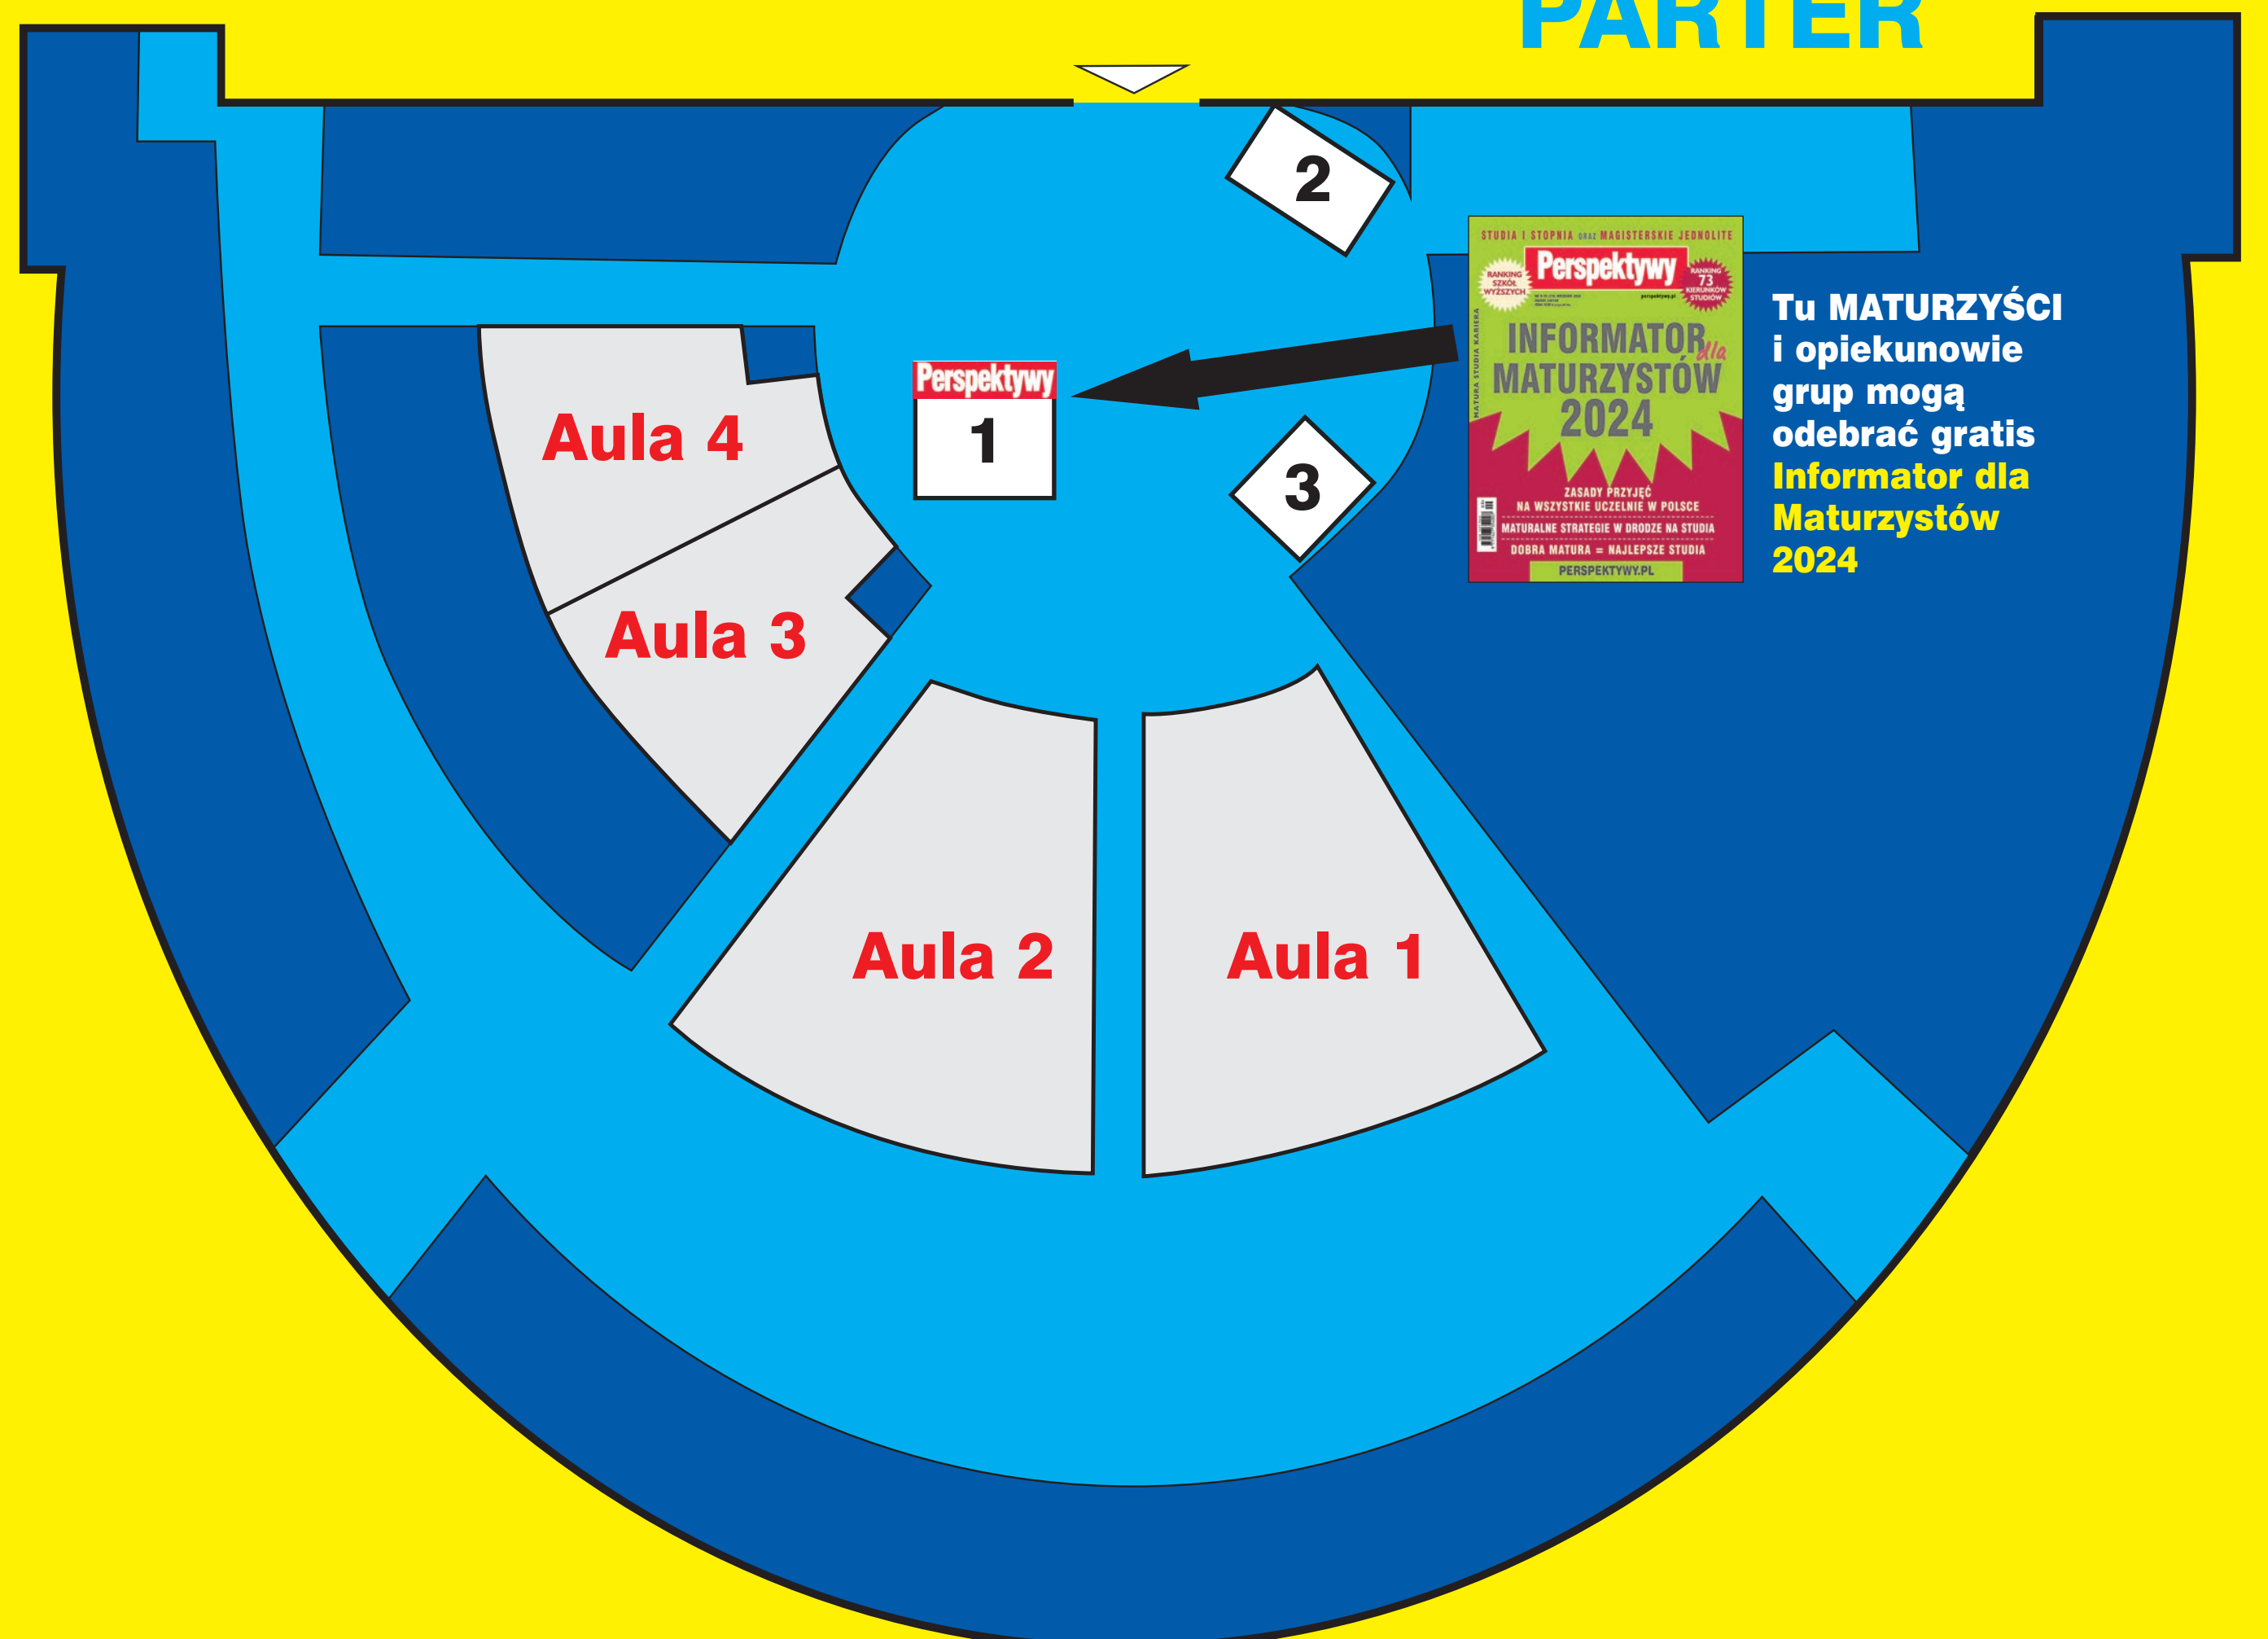 PARTER
2
STUDIA I STOPNIA ORAZ MAGISTERSKIE JEDNOLITE
Perspektywy
RANKING
SZKÓŁ
WYŻSZYCH
RANKING
73
KIERUNKÓW
STUDIÓW
perspektywy.pl
MATURA STUDIA KARIERA
INFORMATOR
dla
MATURZYSTÓW
2024
ZASADY PRZYJĘĆ
NA WSZYSTKIE UCZELNIE W POLSCE
MATURALNE STRATEGIE W DRODZE NA STUDIA
DOBRA MATURA = NAJLEPSZE STUDIA
PERSPEKTYWY.PL
Tu MATURZYŚCI
i opiekunowie
grup mogą
odebrać gratis
Informator dla
Maturzystów
2024
Perspektywy
1
3
Aula 4
Aula 3
Aula 2
Aula 1